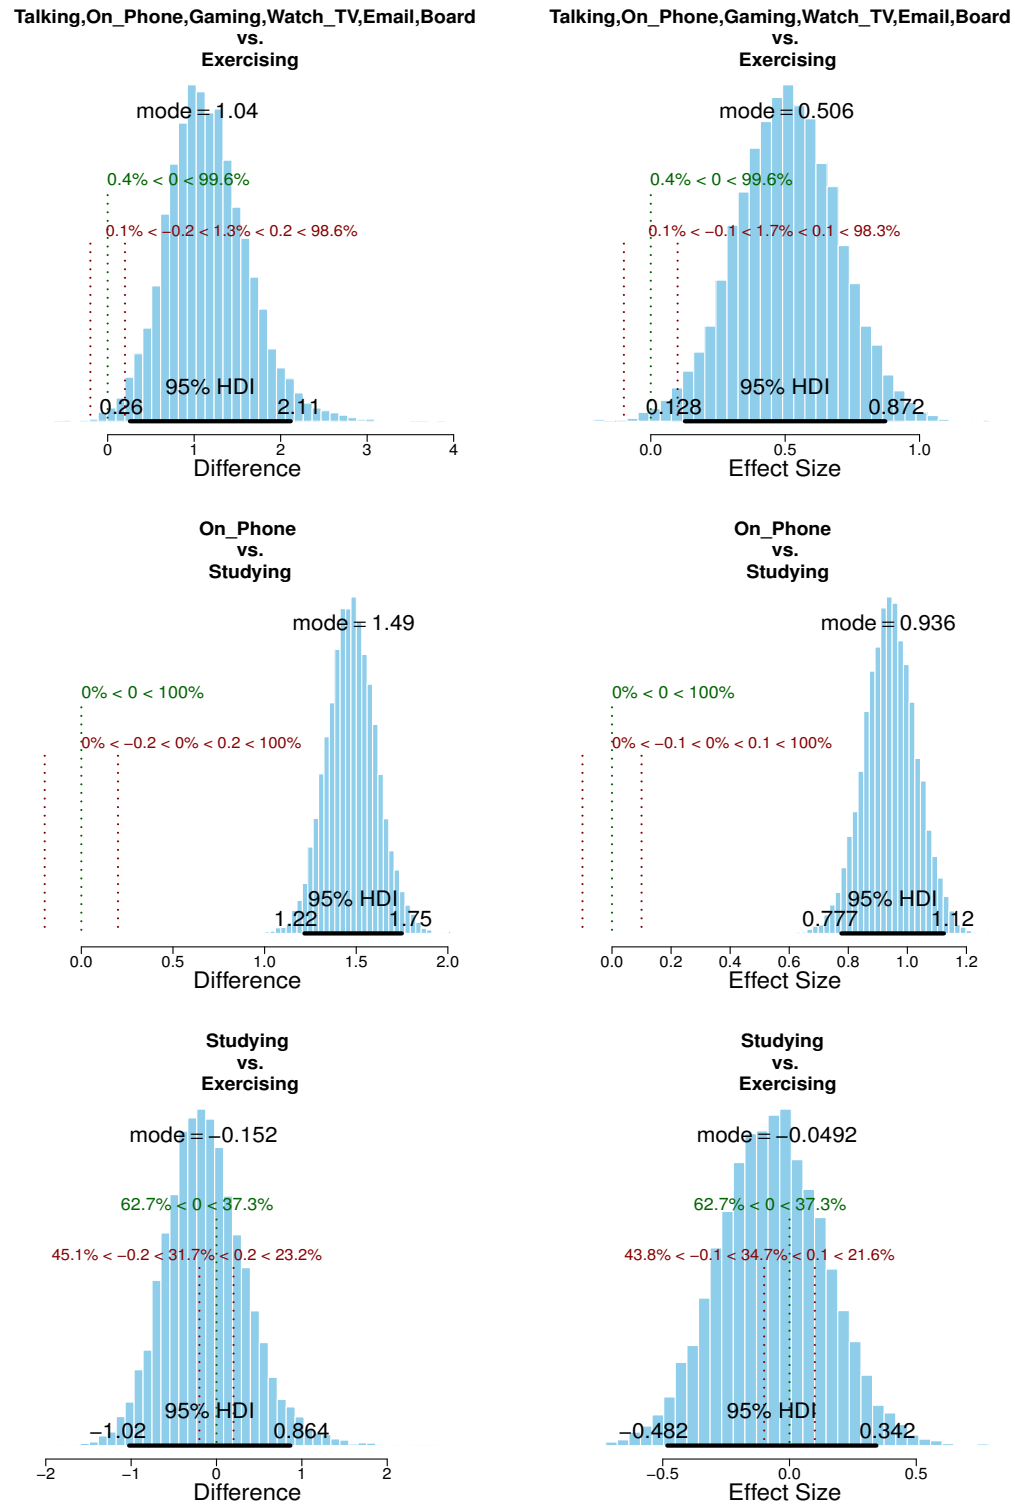 Talking,On_Phone,Gaming,Watch_TV,Email,Board
vs.
Exercising
mode = 1.04
0.4% < 0 < 99.6%
0.1% < −0.2 < 1.3% < 0.2 < 98.6%
95% HDI
0.26 2.11
0 1 2 3 4
Difference
Talking,On_Phone,Gaming,Watch_TV,Email,Board
vs.
Exercising
mode = 0.506
0.4% < 0 < 99.6%
0.1% < −0.1 < 1.7% < 0.1 < 98.3%
95% HDI
0.128 0.872
0.0 0.5 1.0
Effect Size
On_Phone
vs.
Studying
mode = 1.49
0% < 0 < 100%
0% < −0.2 < 0% < 0.2 < 100%
95% HDI
1.22 1.75
0.0 0.5 1.0 1.5 2.0
Difference
On_Phone
vs.
Studying
mode = 0.936
0% < 0 < 100%
0% < −0.1 < 0% < 0.1 < 100%
95% HDI
0.777 1.12
0.0 0.2 0.4 0.6 0.8 1.0 1.2
Effect Size
Studying
vs.
Exercising
mode = −0.152
62.7% < 0 < 37.3%
45.1% < −0.2 < 31.7% < 0.2 < 23.2%
95% HDI
−1.02 0.864
−2 −1 0 1 2
Difference
Studying
vs.
Exercising
mode = −0.0492
62.7% < 0 < 37.3%
43.8% < −0.1 < 34.7% < 0.1 < 21.6%
95% HDI
−0.482 0.342
−0.5 0.0 0.5
Effect Size